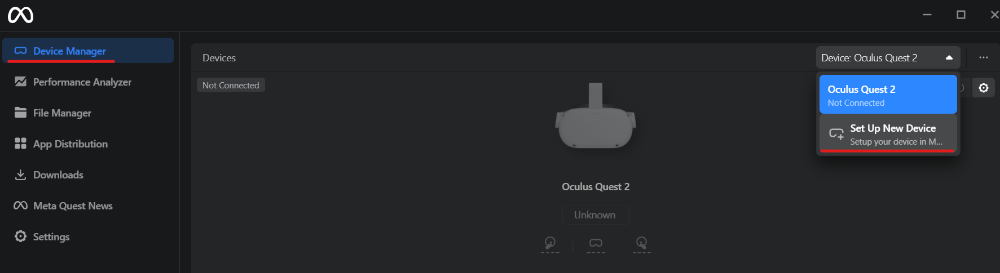 Device Manager
Performance Analyzer
File Manager
App Distribution
Downloads
Meta Quest News
Settings
Devices
Device: Oculus Quest 2
Not Connected
Oculus Quest 2
Not Connected
Set Up New Device
Setup your device in M...
Oculus Quest 2
Unknown